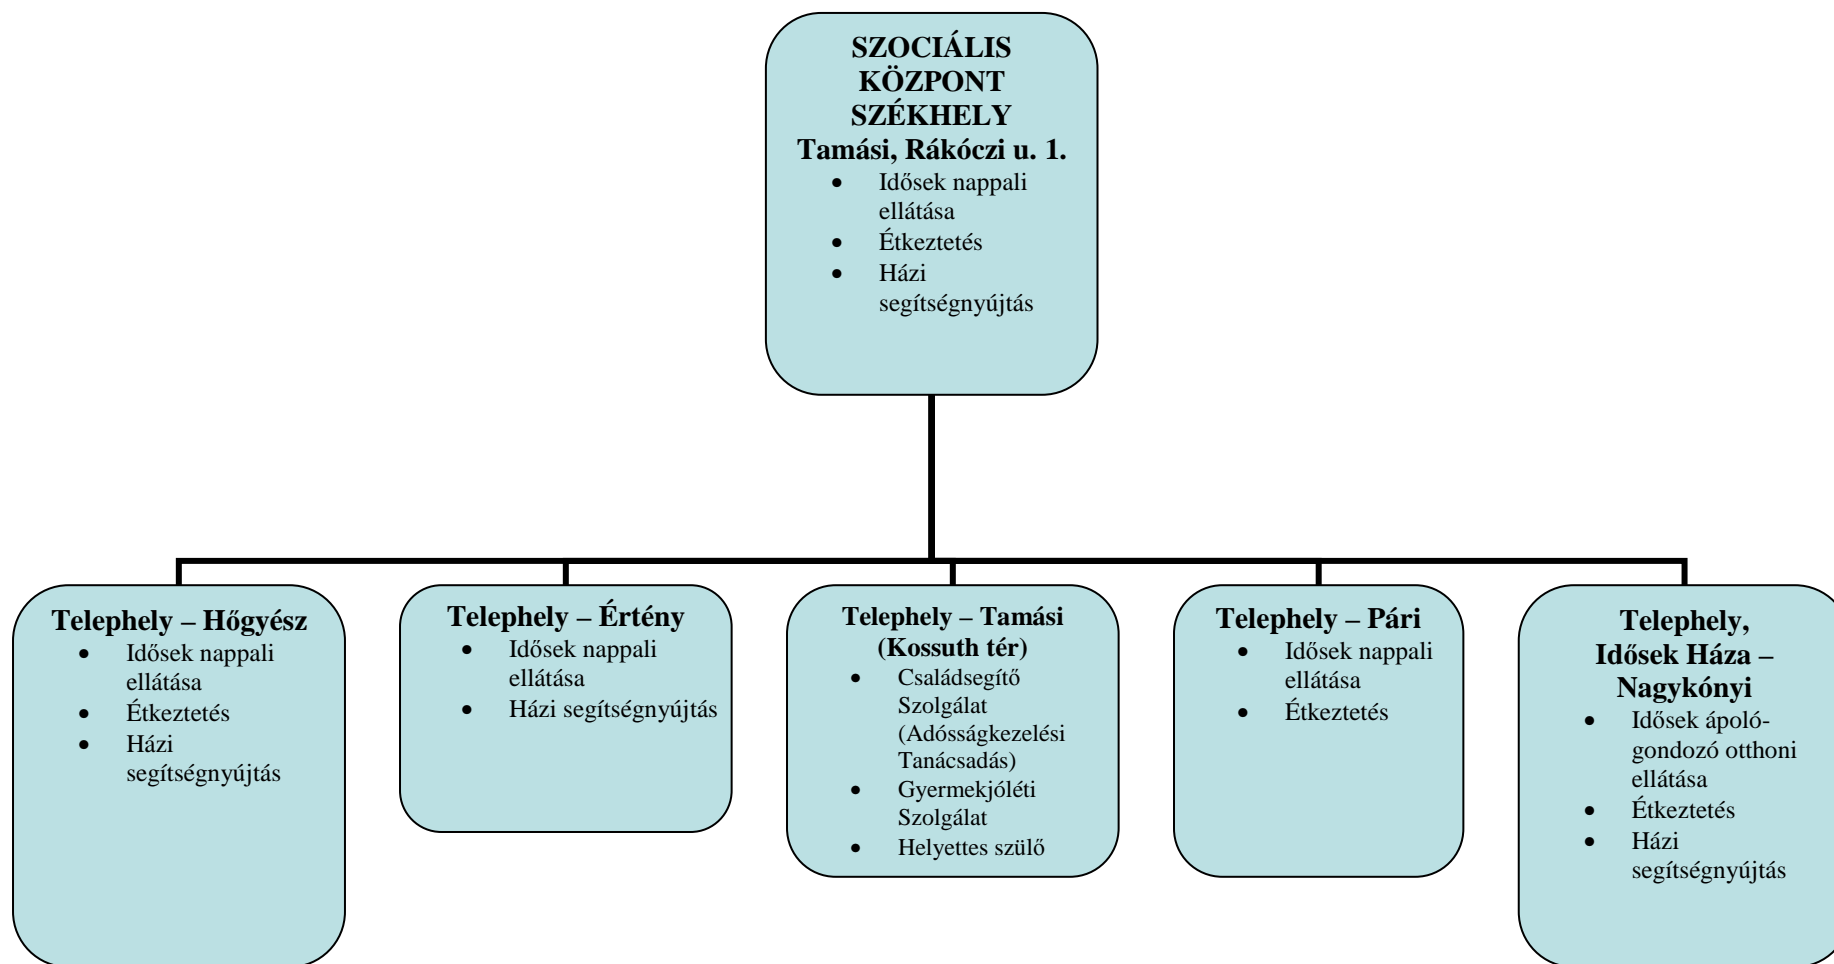 SZOCIÁLIS
KÖZPONT
SZÉKHELY
Tamási, Rákóczi u. 1.
• Idősek nappali
ellátása
• Étkeztetés
• Házi
segítségnyújtás
Telephely – Hőgyész
• Idősek nappali
ellátása
• Étkeztetés
• Házi
segítségnyújtás
Telephely – Értény
• Idősek nappali
ellátása
• Házi segítségnyújtás
Telephely – Tamási
(Kossuth tér)
• Családsegítő
Szolgálat
(Adósságkezelési
Tanácsadás)
• Gyermekjóléti
Szolgálat
• Helyettes szülő
Telephely – Pári
• Idősek nappali
ellátása
• Étkeztetés
Telephely,
Idősek Háza –
Nagykónyi
• Idősek ápoló-
gondozó otthoni
ellátása
• Étkeztetés
• Házi
segítségnyújtás